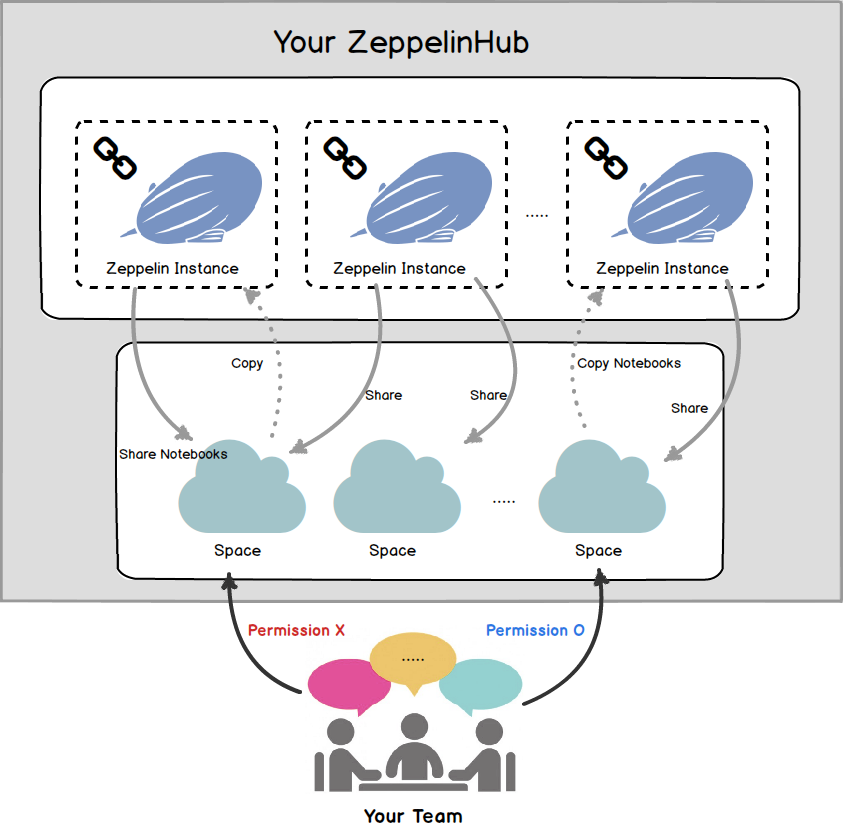 Your ZeppelinHub
.....
Zeppelin Instance
Zeppelin Instance
Zeppelin Instance
Copy
Copy Notebooks
Share
Share
Share
Share Notebooks
.....
Space
Space
Space
Permission X
Permission O
.....
Your Team